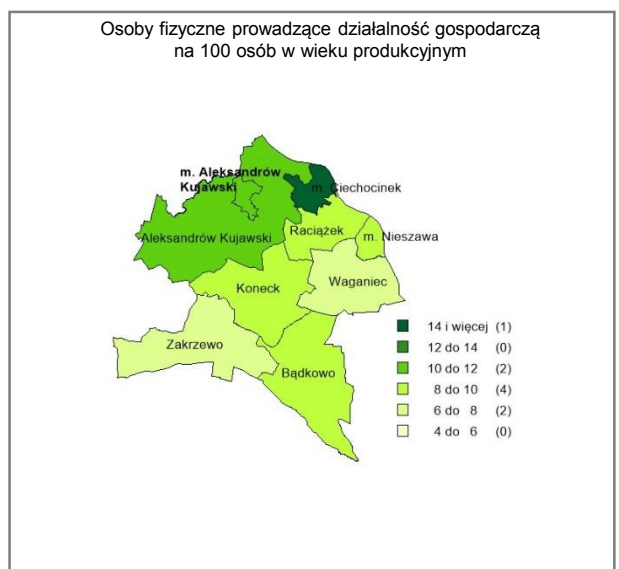 Osoby fizyczne prowadzące działalność gospodarczą
na 100 osób w wieku produkcyjnym
m. Aleksandrów
Kujawski
m. Ciechocinek
Aleksandrów Kujawski
Raciążek
m. Nieszawa
Koneck
Waganiec
Zakrzewo
Bądkowo
14 i więcej (1)
12 do 14 (0)
10 do 12 (2)
8 do 10 (4)
6 do 8 (2)
4 do 6 (0)